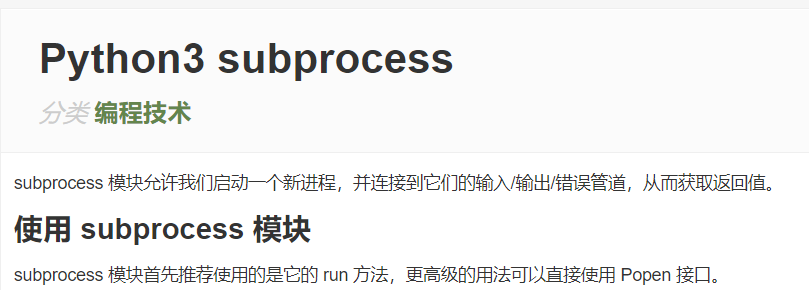 Python3 subprocess
分类 编程技术
subprocess 模块允许我们启动一个新进程，并连接到它们的输入/输出/错误管道，从而获取返回值。
使用 subprocess 模块
subprocess 模块首先推荐使用的是它的 run 方法，更高级的用法可以直接使用 Popen 接口。